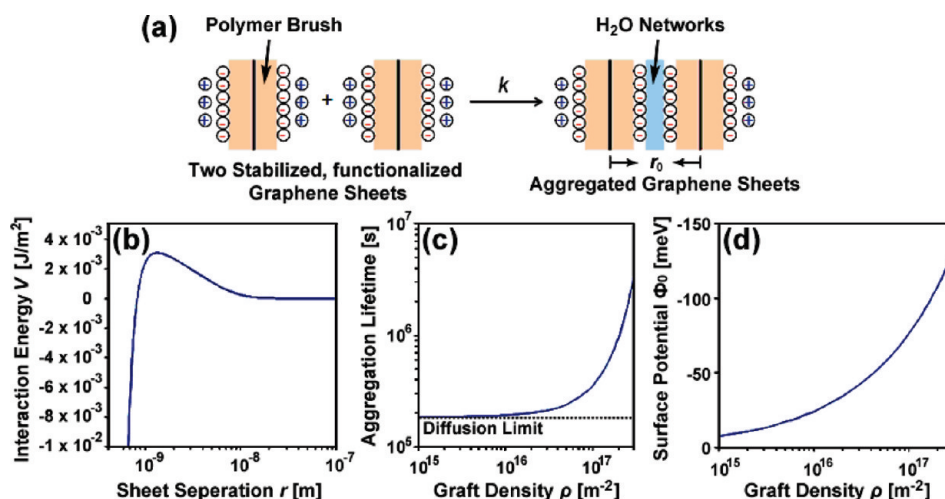 (a)
Polymer Brush
H₂O Networks
+
k
r₀
Two Stabilized, functionalized
Graphene Sheets
Aggregated Graphene Sheets
(b)
Interaction Energy V [J/m²]
4 x 10⁻³
2 x 10⁻³
0
-2 x 10⁻³
-4 x 10⁻³
-6 x 10⁻³
-8 x 10⁻³
-1 x 10⁻²
10⁻⁹
10⁻⁸
10⁻⁷
Sheet Seperation r [m]
(c)
Aggregation Lifetime [s]
10⁷
10⁶
10⁵
Diffusion Limit
10¹⁵
10¹⁶
10¹⁷
Graft Density ρ [m⁻²]
(d)
Surface Potential Φ₀ [meV]
-150
-100
-50
0
10¹⁵
10¹⁶
10¹⁷
Graft Density ρ [m⁻²]